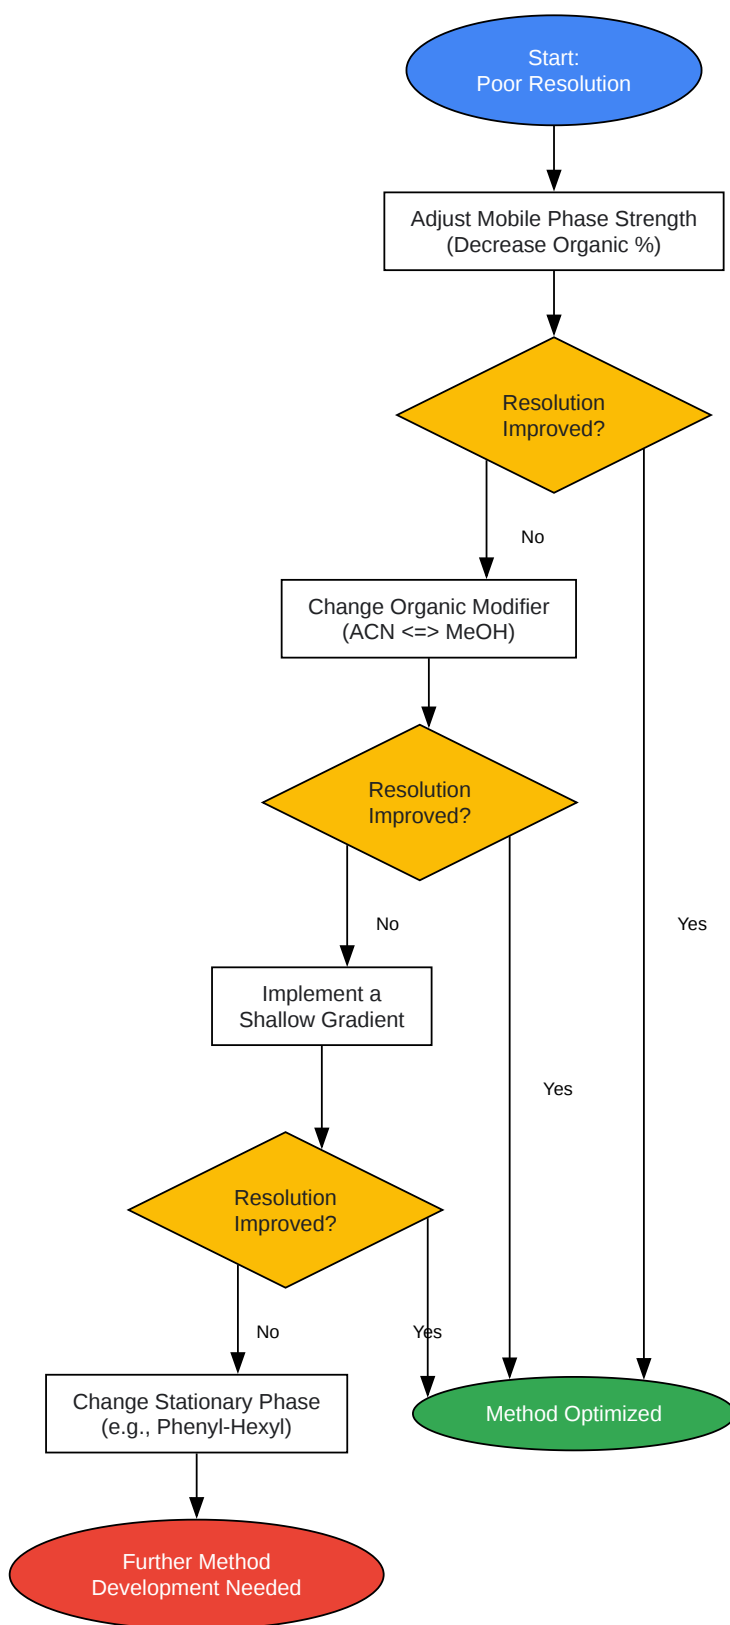 Start:
Poor Resolution
Adjust Mobile Phase Strength
(Decrease Organic %)
Resolution
Improved?
No
Change Organic Modifier
(ACN <=> MeOH)
Resolution
Improved?
No
Yes
Implement a
Shallow Gradient
Yes
Resolution
Improved?
No
Yes
Change Stationary Phase
(e.g., Phenyl-Hexyl)
Method Optimized
Further Method
Development Needed